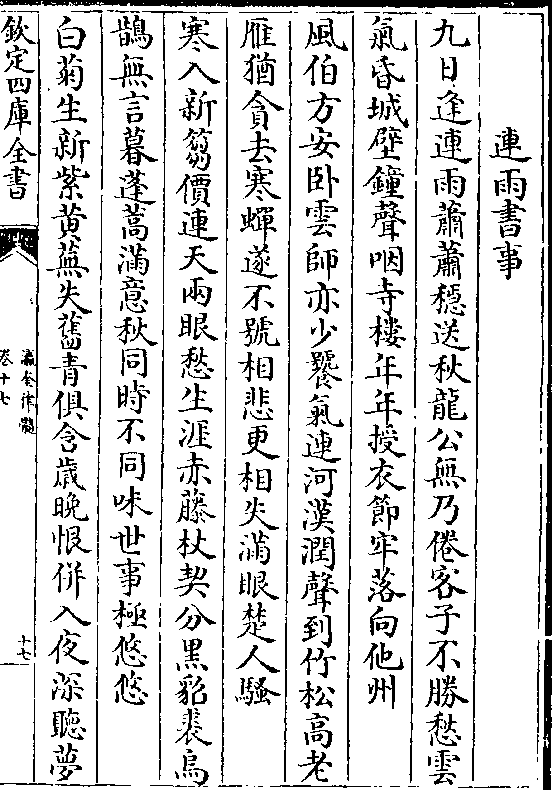 連雨書事
九日逢連雨蕭蕭穩送秋龍公無乃倦客子不勝愁雲
氣昏城壁鐘聲咽寺樓年年授衣節牢落向他州
風伯方安卧雲師亦少饕氣連河漢潤聲到竹松高老
雁猶貪去寒蟬遂不號相悲更相失滿眼楚人騷
寒入新芻價連天兩眼愁生涯赤藤杖契分黑貂裘烏
鵲無言暮蓬蒿滿意秋同時不同味世事極悠悠
白菊生新紫黄蕪失舊青俱含歲晚恨併入夜深聽夢
欽定四庫全書
瀛奎律髓
卷十七
十七